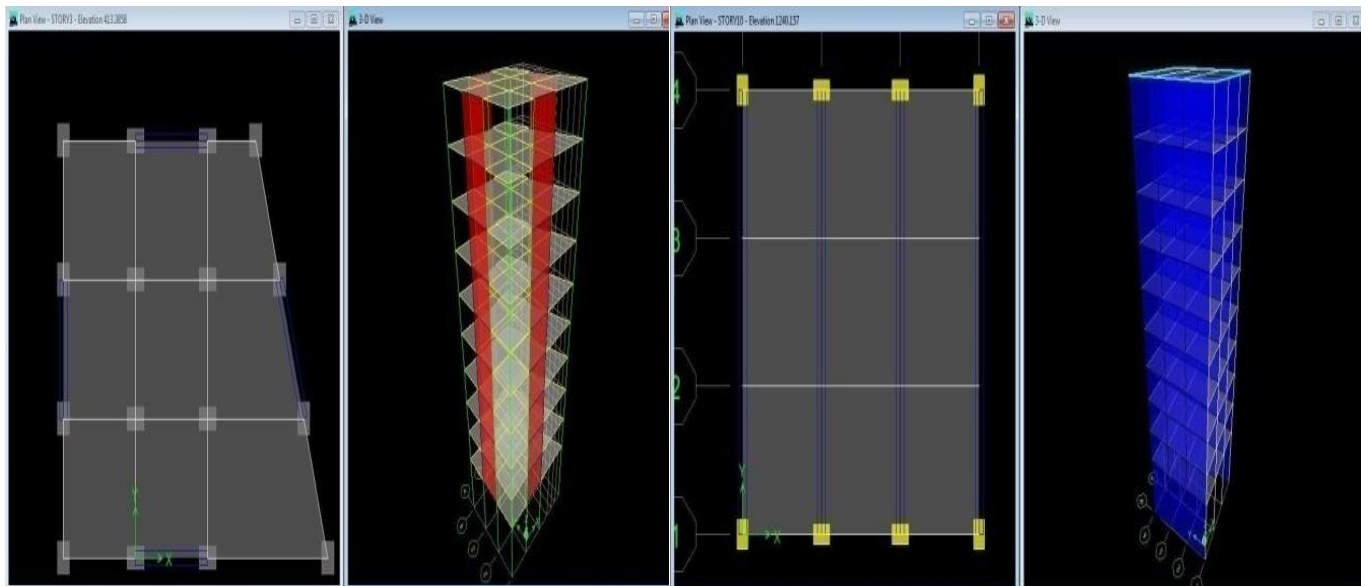 Plan View - STORY3 - Elevation 413.3858
3-D View
Plan View - STORY10 - Elevation 1240.157
3-D View
4
3
2
1
Y
X
Y
X